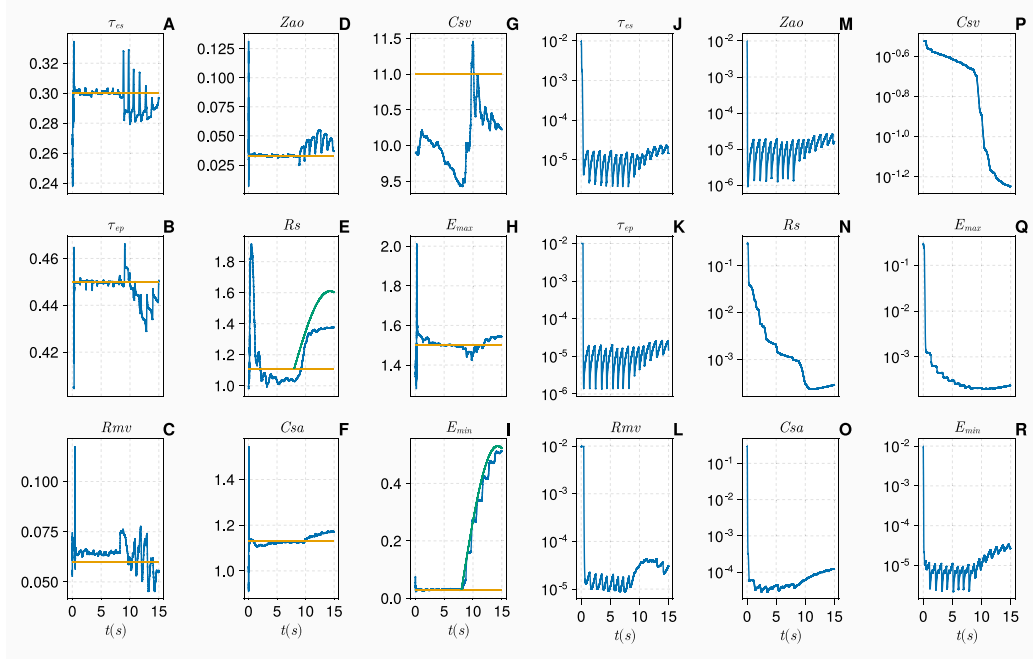 τes A Zao D Csv G τes J Zao M Csv P
0.32 0.30 0.28 0.26 0.24
0.125 0.100 0.075 0.050 0.025
11.5 11.0 10.5 10.0 9.5
10⁻² 10⁻³ 10⁻⁴ 10⁻⁵
10⁻² 10⁻³ 10⁻⁴ 10⁻⁵ 10⁻⁶
10⁻⁰·⁶ 10⁻⁰·⁸ 10⁻¹·⁰ 10⁻¹·²
τep B Rs E Emax H τep K Rs N Emax Q
0.46 0.44 0.42
1.8 1.6 1.4 1.2 1.0
2.0 1.8 1.6 1.4
10⁻² 10⁻³ 10⁻⁴ 10⁻⁵ 10⁻⁶
10⁻¹ 10⁻² 10⁻³
10⁻¹ 10⁻² 10⁻³
Rmv C Csa F Emin I Rmv L Csa O Emin R
0.100 0.075 0.050
1.4 1.2 1.0
0.4 0.2 0.0
10⁻² 10⁻³ 10⁻⁴ 10⁻⁵
10⁻¹ 10⁻² 10⁻³ 10⁻⁴
10⁻² 10⁻³ 10⁻⁴ 10⁻⁵
0 5 10 15 0 5 10 15 0 5 10 15 0 5 10 15 0 5 10 15 0 5 10 15
t(s) t(s) t(s) t(s) t(s) t(s)